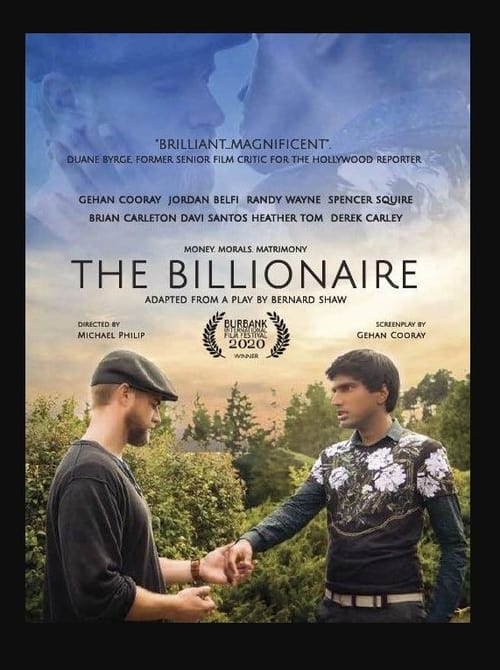 "BRILLIANT...MAGNIFICENT".
DUANE BYRGE, FORMER SENIOR FILM CRITIC FOR THE HOLLYWOOD REPORTER
GEHAN COORAY JORDAN BELFI RANDY WAYNE SPENCER SQUIRE
BRIAN CARLETON DAVI SANTOS HEATHER TOM DEREK CARLEY
MONEY. MORALS. MATRIMONY
THE BILLIONAIRE
ADAPTED FROM A PLAY BY BERNARD SHAW
DIRECTED BY
MICHAEL PHILIP
BURBANK
INTERNATIONAL
FILM FESTIVAL
2020
WINNER
SCREENPLAY BY
GEHAN COORAY